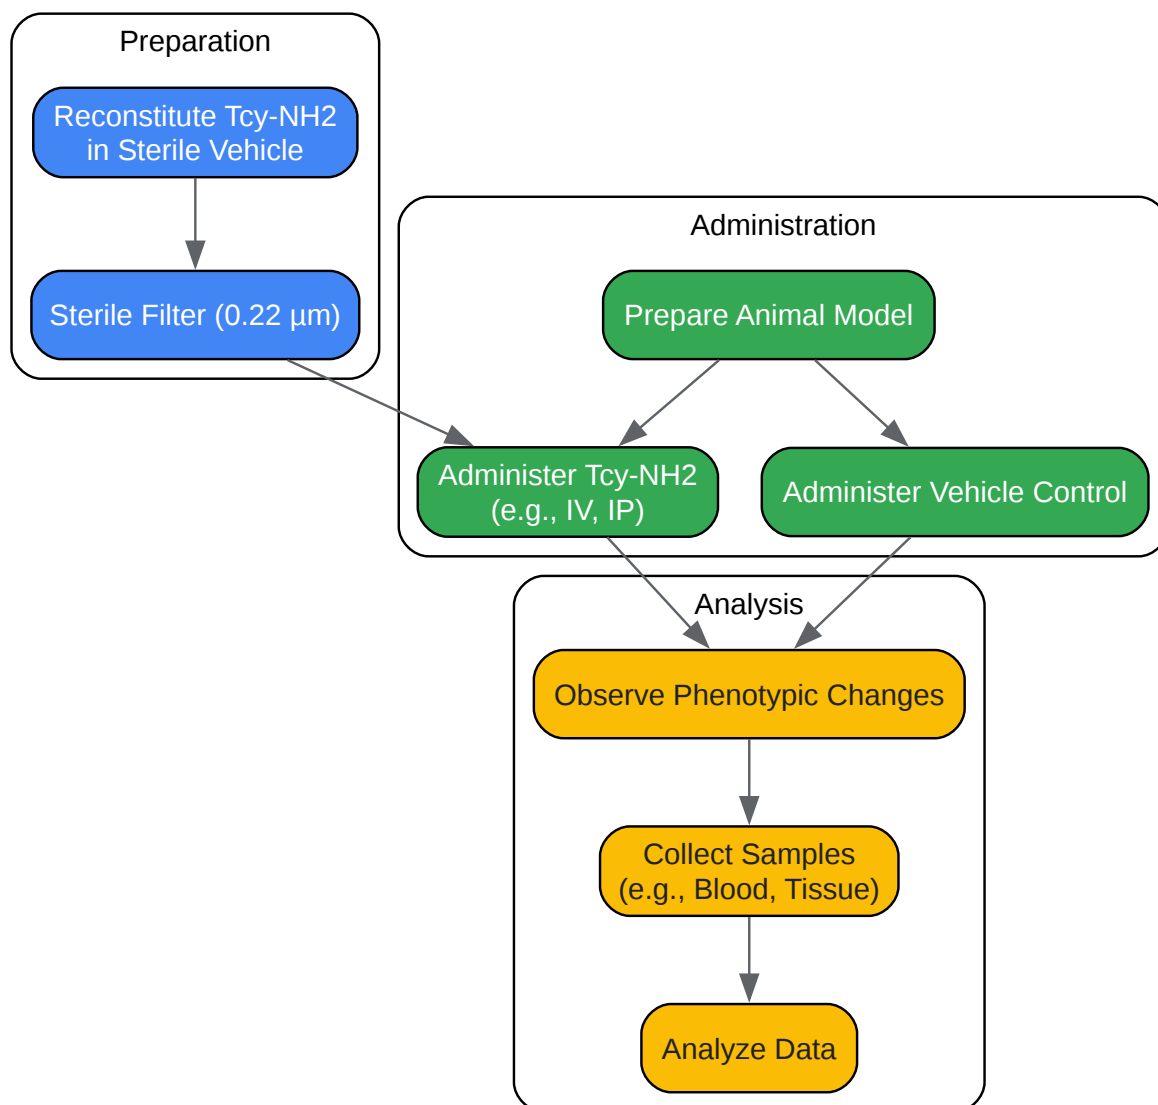 Preparation
Reconstitute Tcy-NH2
in Sterile Vehicle
Sterile Filter (0.22 µm)
Administration
Prepare Animal Model
Administer Tcy-NH2
(e.g., IV, IP)
Administer Vehicle Control
Analysis
Observe Phenotypic Changes
Collect Samples
(e.g., Blood, Tissue)
Analyze Data